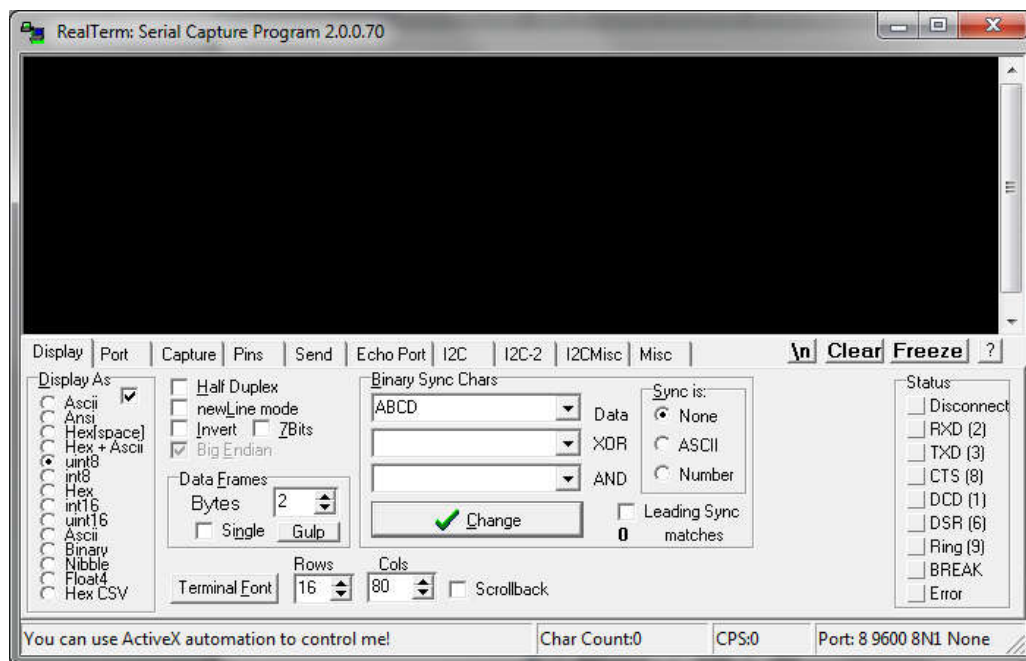 RealTerm: Serial Capture Program 2.0.0.70
Display Port Capture Pins Send Echo Port I2C I2C-2 I2CMisc Misc \n Clear Freeze ?
Display As
Ascii
Ansi
Hex[space]
Hex + Ascii
uint8
int8
Hex
int16
uint16
Ascii
Binary
Nibble
Float4
Hex CSV
Half Duplex
newLine mode
Invert 7Bits
Big Endian
Data Frames
Bytes 2
Single Gulp
Terminal Font
Rows
16
Cols
80
Scrollback
Binary Sync Chars
ABCD Data
XOR
AND
Change
Sync is:
None
ASCII
Number
Leading Sync
0 matches
Status
Disconnect
RXD (2)
TXD (3)
CTS (8)
DCD (1)
DSR (6)
Ring (9)
BREAK
Error
You can use ActiveX automation to control me! Char Count:0 CPS:0 Port: 8 9600 8N1 None